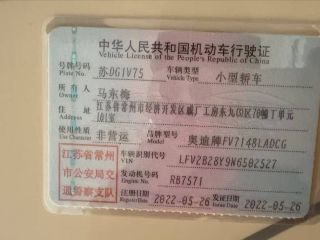 中华人民共和国机动车行驶证
Vehicle License of the People's Republic of China
号牌号码 苏DG1V75 车辆类型 小型轿车
Plate No. Vehicle Type
所有人 马东梅
Owner
住址 江苏省常州市经济开发区戚厂工房东九05区70幢丁单元
101室
使用性质 非营运 品牌型号 奥迪牌FV7148LADCG
Use Character Model
江苏省常州
市公安局交
通警察支队
车辆识别代号 LFV2B28Y9N6502527
VIN
发动机号码 RB7571
Engine No.
注册日期 2022-05-26 发证日期 2022-05-26
Register Date Issue Date